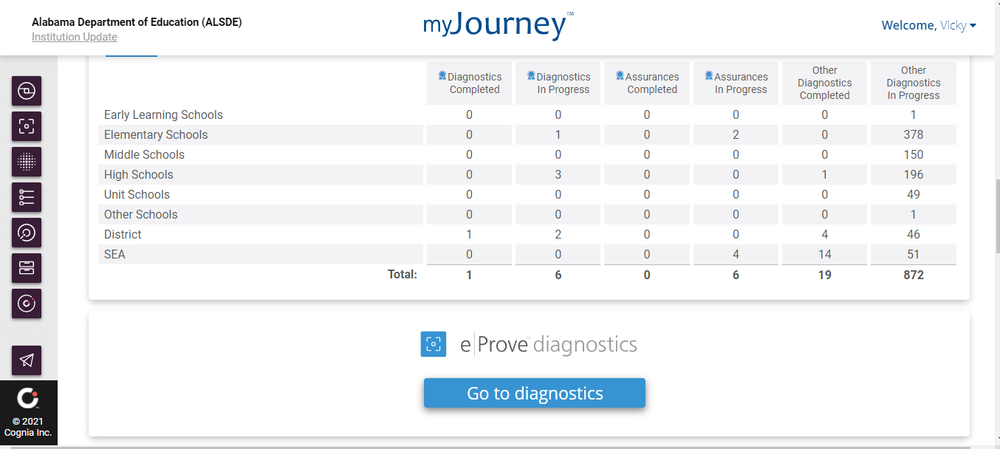 Alabama Department of Education (ALSDE)
Institution Update
myJourney™
Welcome, Vicky
Diagnostics Completed
Diagnostics In Progress
Assurances Completed
Assurances In Progress
Other Diagnostics Completed
Other Diagnostics In Progress
Early Learning Schools 0 0 0 0 0 1
Elementary Schools 0 1 0 2 0 378
Middle Schools 0 0 0 0 0 150
High Schools 0 3 0 0 1 196
Unit Schools 0 0 0 0 0 49
Other Schools 0 0 0 0 0 1
District 1 2 0 0 4 46
SEA 0 0 0 4 14 51
Total: 1 6 0 6 19 872
e|Prove™ diagnostics
Go to diagnostics
© 2021
Cognia Inc.